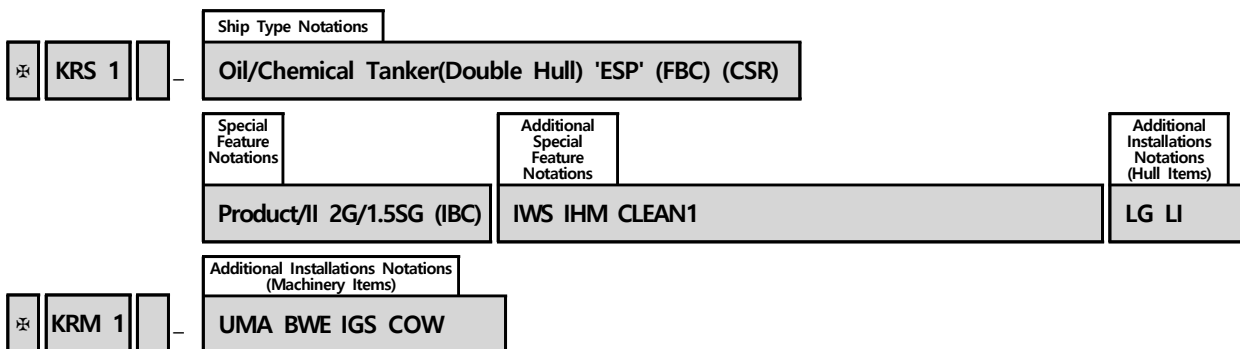 Ship Type Notations
✠ KRS 1 – Oil/Chemical Tanker(Double Hull) 'ESP' (FBC) (CSR)
Special
Feature
Notations
Additional
Special
Feature
Notations
Additional
Installations
Notations
(Hull Items)
Product/II 2G/1.5SG (IBC) IWS IHM CLEAN1 LG LI
Additional Installations Notations
(Machinery Items)
✠ KRM 1 – UMA BWE IGS COW